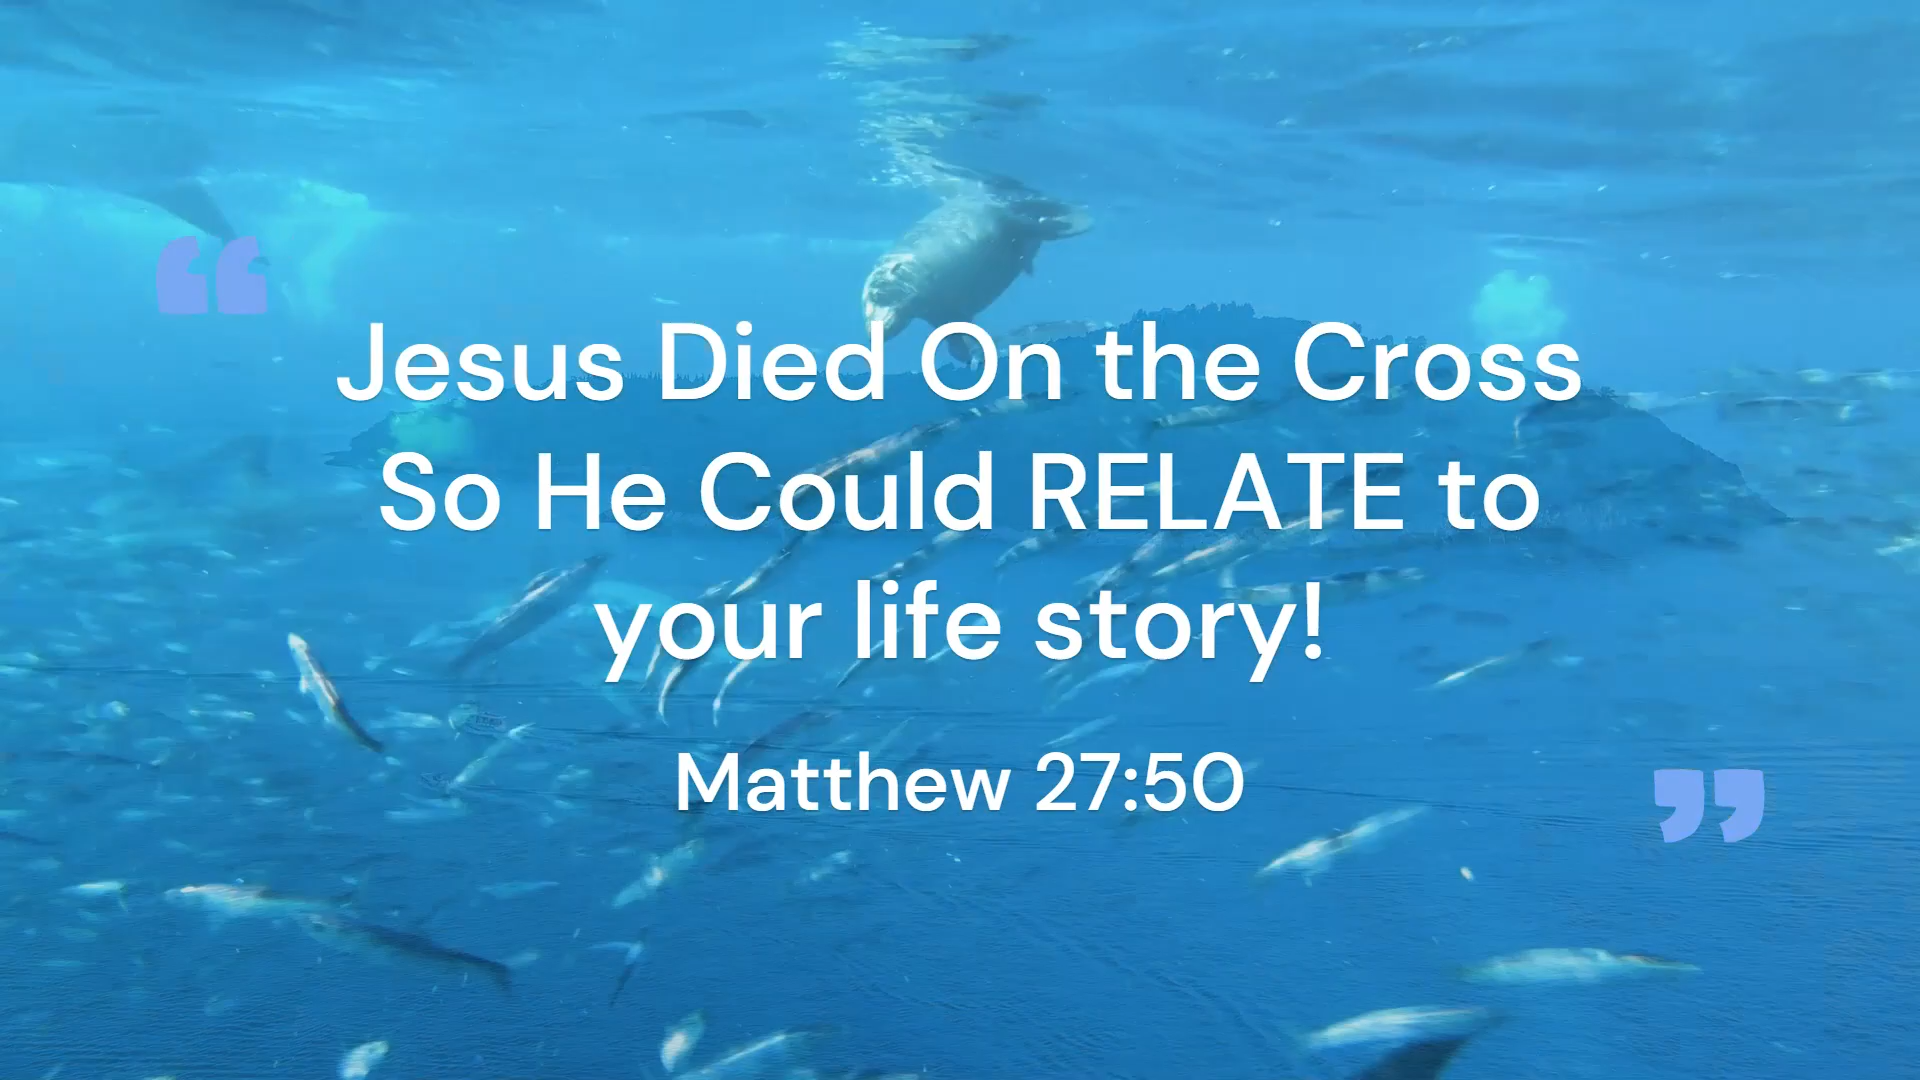 “
Jesus Died On the Cross
So He Could RELATE to
your life story!
Matthew 27:50
”